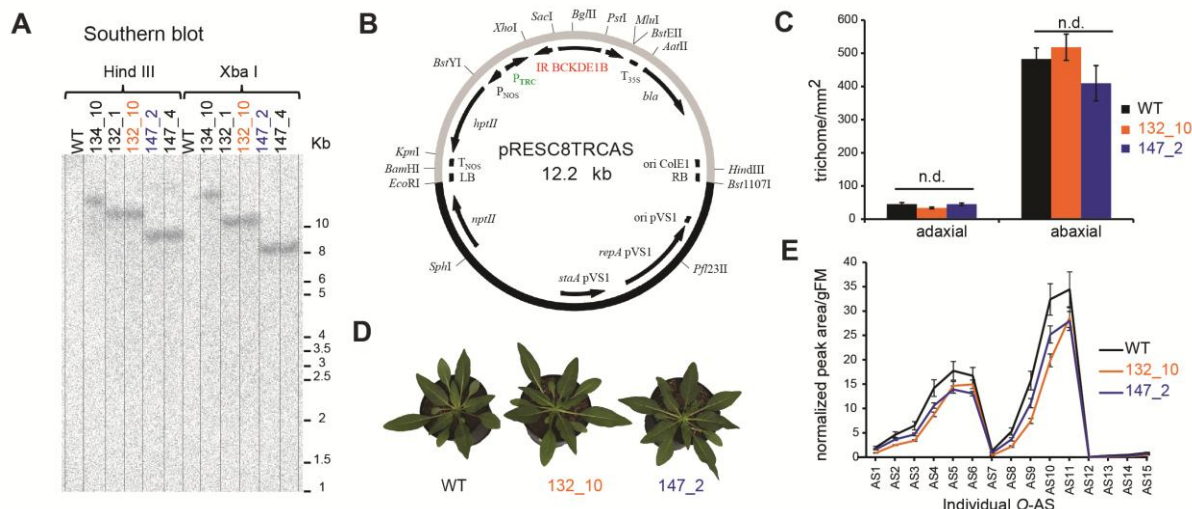 A
Southern blot
Hind III
Xba I
WT
134_10
132_1
132_10
147_2
147_4
WT
134_10
132_1
132_10
147_2
147_4
Kb
10
8
6
5
4
3.5
3
2.5
2
1.5
1
B
BglII
SacI
PstI
XhoI
MluI
BstEII
AatII
BstYI
IR BCKDE1B
PTRC
PNOS
T35S
bla
hptII
pRESC8TRCAS
12.2 kb
KpnI
BamHI
EcoRI
TNOS
LB
ori ColE1
RB
HindIII
Bst1107I
nptII
ori pVS1
repA pVS1
staA pVS1
SphI
Pfl23II
C
trichome/mm2
600
500
400
300
200
100
0
n.d.
n.d.
WT
132_10
147_2
adaxial
abaxial
D
WT
132_10
147_2
E
normalized peak area/gFM
40
35
30
25
20
15
10
5
0
WT
132_10
147_2
AS1
AS2
AS3
AS4
AS5
AS6
AS7
AS8
AS9
AS10
AS11
AS12
AS13
AS14
AS15
Individual O-AS